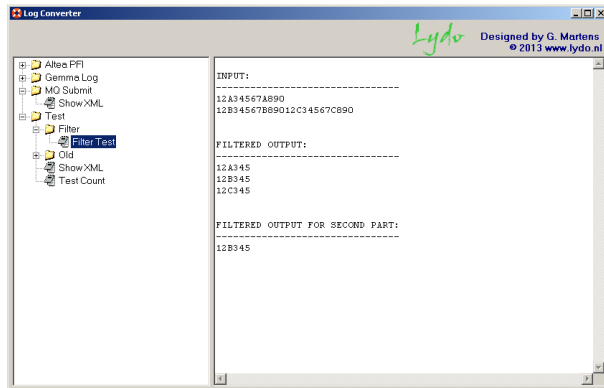 Log Converter
Lydo
Designed by G. Martens
© 2013 www.lydo.nl
Altea PFI
Gemma Log
MQ Submit
Show XML
Test
Filter
Filter Test
Old
Show XML
Test Count
INPUT:
--------------------------------
12A34567A890
12B34567B89012C34567C890
FILTERED OUTPUT:
--------------------------------
12A345
12B345
12C345
FILTERED OUTPUT FOR SECOND PART:
--------------------------------
12B345